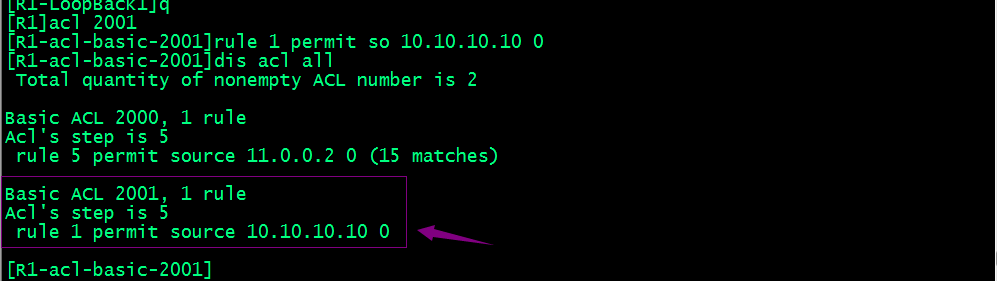 [R1-LoopBack1]q
[R1]acl 2001
[R1-acl-basic-2001]rule 1 permit so 10.10.10.10 0
[R1-acl-basic-2001]dis acl all
Total quantity of nonempty ACL number is 2
Basic ACL 2000, 1 rule
Acl's step is 5
rule 5 permit source 11.0.0.2 0 (15 matches)
Basic ACL 2001, 1 rule
Acl's step is 5
rule 1 permit source 10.10.10.10 0
[R1-acl-basic-2001]